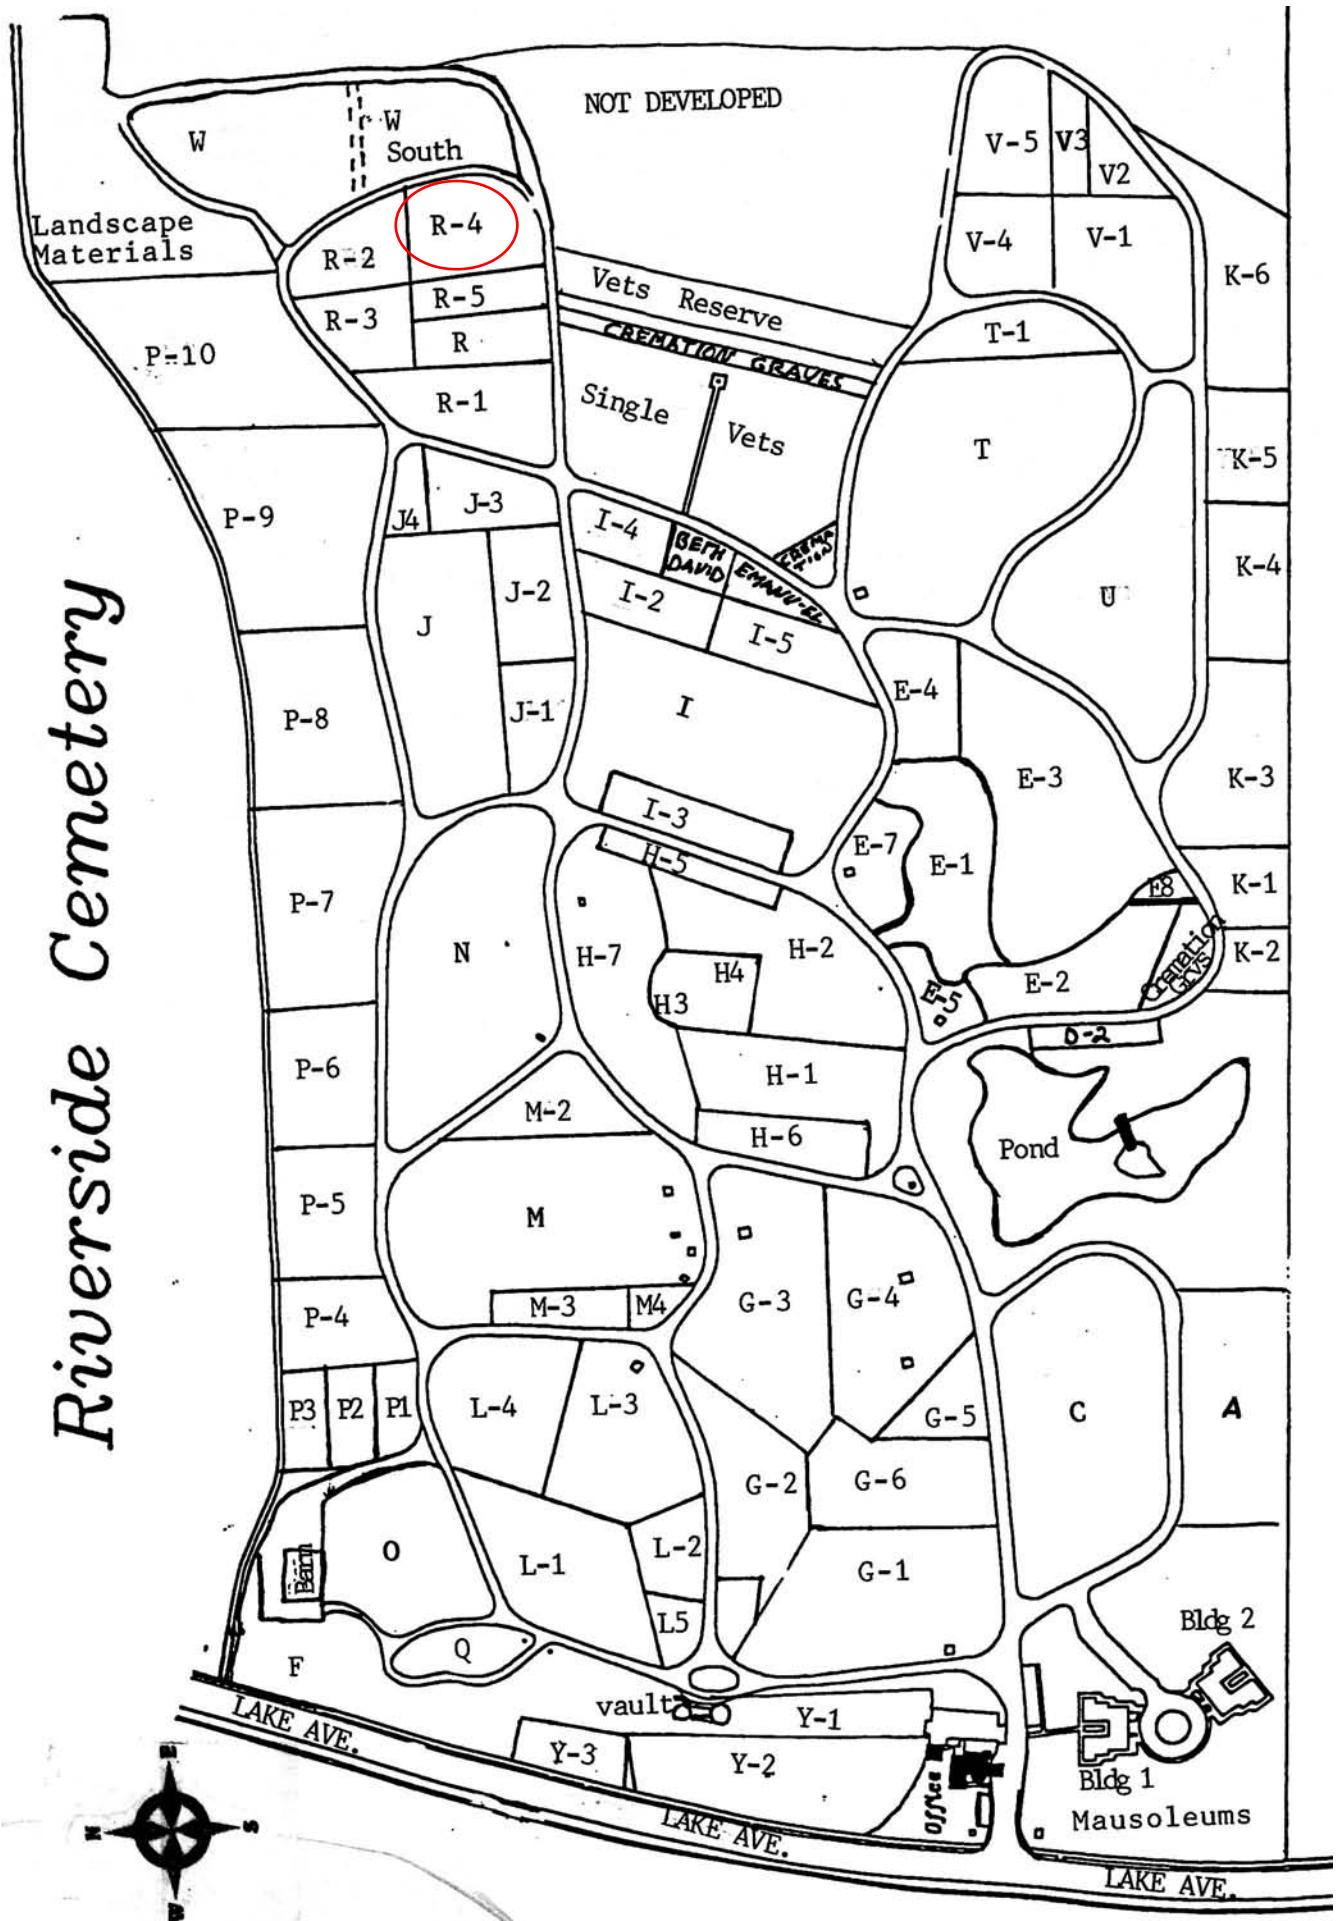 NOT DEVELOPED
W
W
South
V-5
V3
V2
Landscape
Materials
R-4
R-2
V-4
V-1
K-6
R-5
R-3
Vets Reserve
R
CREMATION GRAVES
T-1
P-10
R-1
Single
Vets
T
K-5
J-3
J4
P-9
I-4
BETH
DAVID
EMANU-EL
CREMA
TION
K-4
J-2
I-2
I-5
U
J
E-4
J-1
I
P-8
E-3
K-3
I-3
H-5
E-7
E-1
E8
K-1
P-7
N
H-7
H-2
H4
H3
E-5
E-2
Cremation
Grvs
K-2
D-2
P-6
H-1
M-2
H-6
Pond
P-5
M
M-3
M4
G-3
G-4
P-4
P3
P2
P1
L-4
L-3
G-5
C
A
G-2
G-6
O
Barn
L-1
L-2
G-1
L5
Q
F
Bldg 2
vault
Y-1
Y-3
Y-2
Office
Bldg 1
Mausoleums
LAKE AVE.
LAKE AVE.
LAKE AVE.
Riverside Cemetery
E
N
S
W